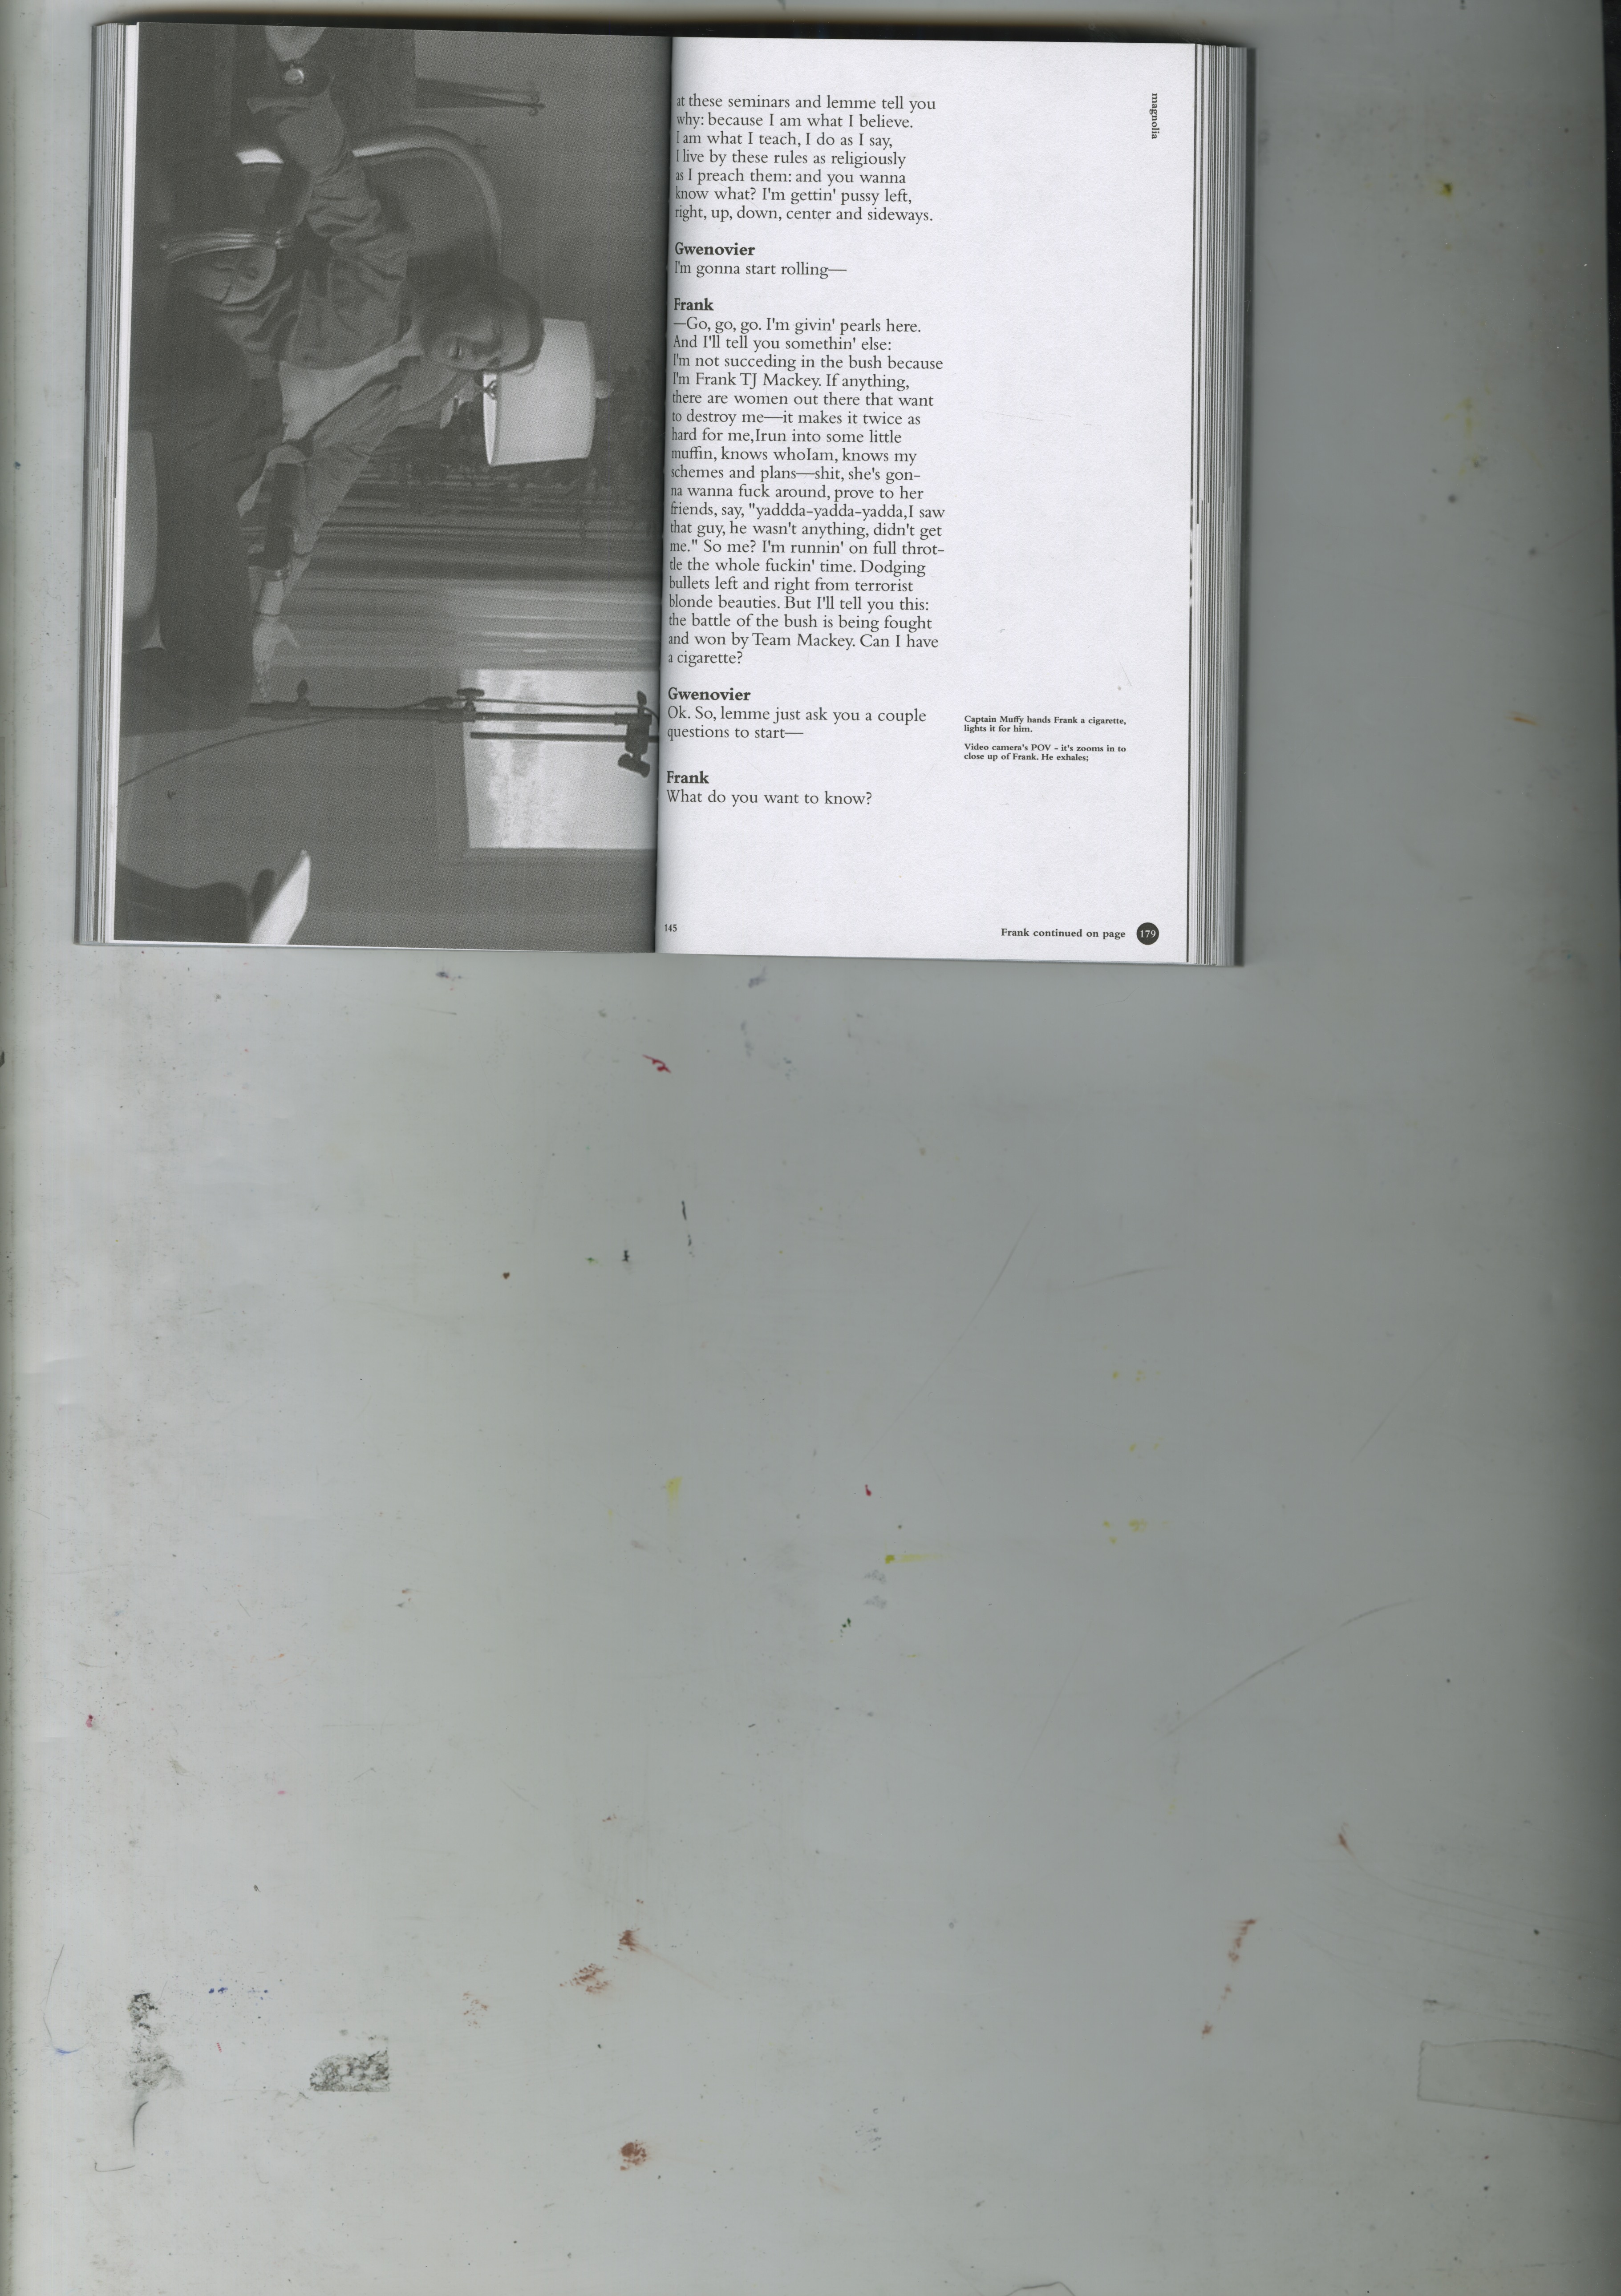 magnolia
at these seminars and lemme tell you
why: because I am what I believe.
I am what I teach, I do as I say,
I live by these rules as religiously
as I preach them: and you wanna
know what? I'm gettin' pussy left,
right, up, down, center and sideways.
Gwenovier
I'm gonna start rolling—
Frank
—Go, go, go. I'm givin' pearls here.
And I'll tell you somethin' else:
I'm not succeding in the bush because
I'm Frank TJ Mackey. If anything,
there are women out there that want
to destroy me—it makes it twice as
hard for me,Irun into some little
muffin, knows whoIam, knows my
schemes and plans—shit, she's gon-
na wanna fuck around, prove to her
friends, say, "yaddda-yadda-yadda,I saw
that guy, he wasn't anything, didn't get
me." So me? I'm runnin' on full throt-
tle the whole fuckin' time. Dodging
bullets left and right from terrorist
blonde beauties. But I'll tell you this:
the battle of the bush is being fought
and won by Team Mackey. Can I have
a cigarette?
Gwenovier
Ok. So, lemme just ask you a couple
questions to start—
Frank
What do you want to know?
Captain Muffy hands Frank a cigarette,
lights it for him.
Video camera's POV - it's zooms in to
close up of Frank. He exhales;
145
Frank continued on page 179